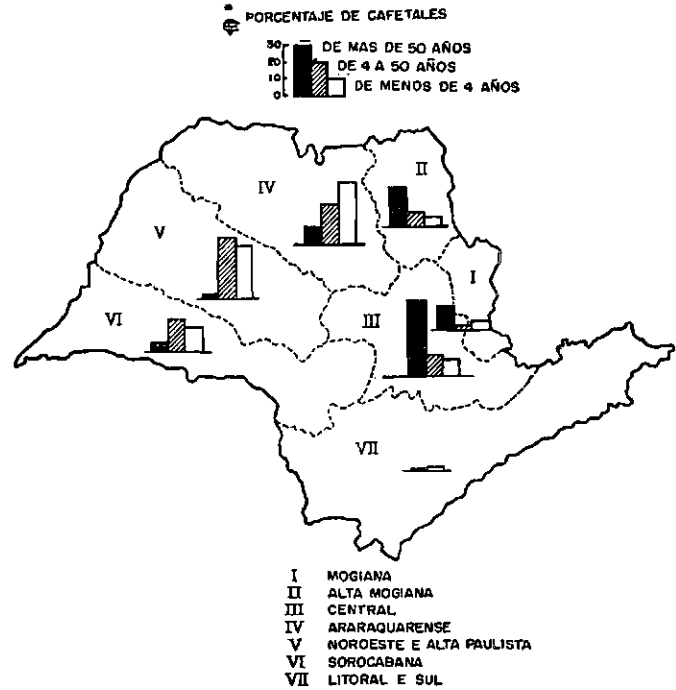 PORCENTAJE DE CAFETALES
30
20
10
0
DE MAS DE 50 AÑOS
DE 4 A 50 AÑOS
DE MENOS DE 4 AÑOS
IV
II
V
I
VI
III
VII
I MOGIANA
II ALTA MOGIANA
III CENTRAL
IV ARARAQUARENSE
V NOROESTE E ALTA PAULISTA
VI SOROCABANA
VII LITORAL E SUL